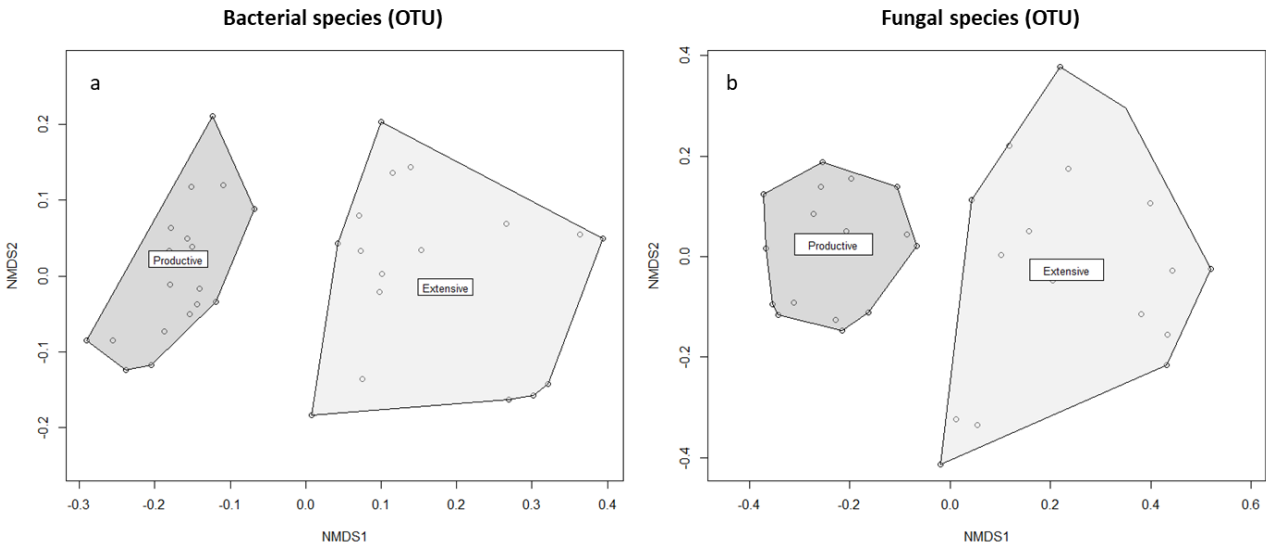 Bacterial species (OTU)
Fungal species (OTU)
a
0.2
0.1
0.0
-0.1
-0.2
NMDS2
Productive
Extensive
-0.3
-0.2
-0.1
0.0
0.1
0.2
0.3
0.4
NMDS1
b
0.4
0.2
0.0
-0.2
-0.4
NMDS2
Productive
Extensive
-0.4
-0.2
0.0
0.2
0.4
0.6
NMDS1